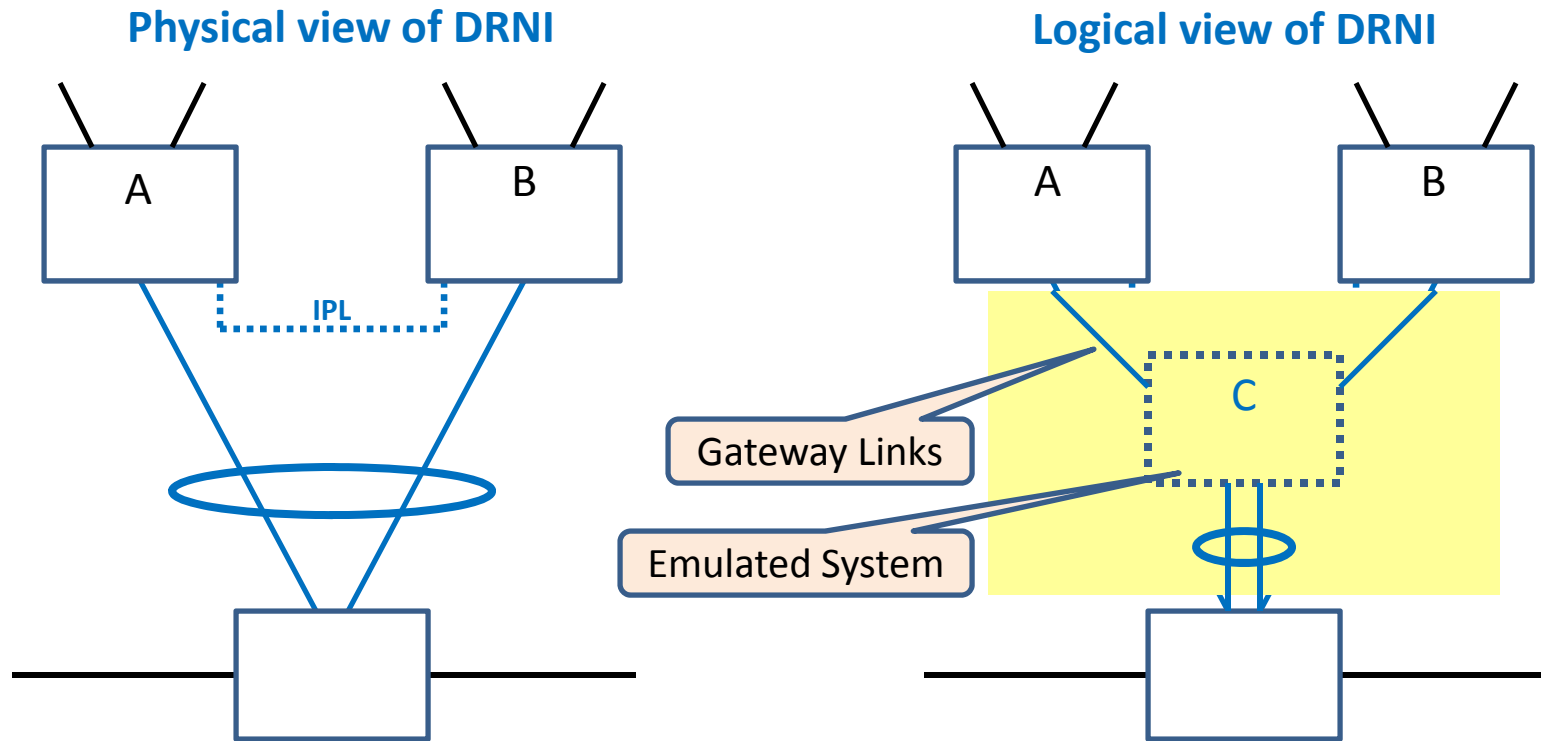 Physical view of DRNI
A
B
IPL
Logical view of DRNI
A
B
C
Gateway Links
Emulated System